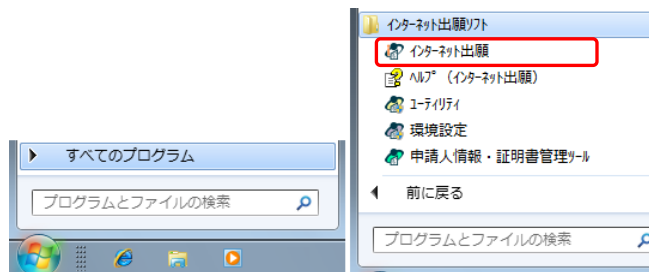 すべてのプログラム
プログラムとファイルの検索
インターネット出願ソフト
インターネット出願
ヘルプ（インターネット出願）
ユーティリティ
環境設定
申請人情報・証明書管理ツール
前に戻る
プログラムとファイルの検索